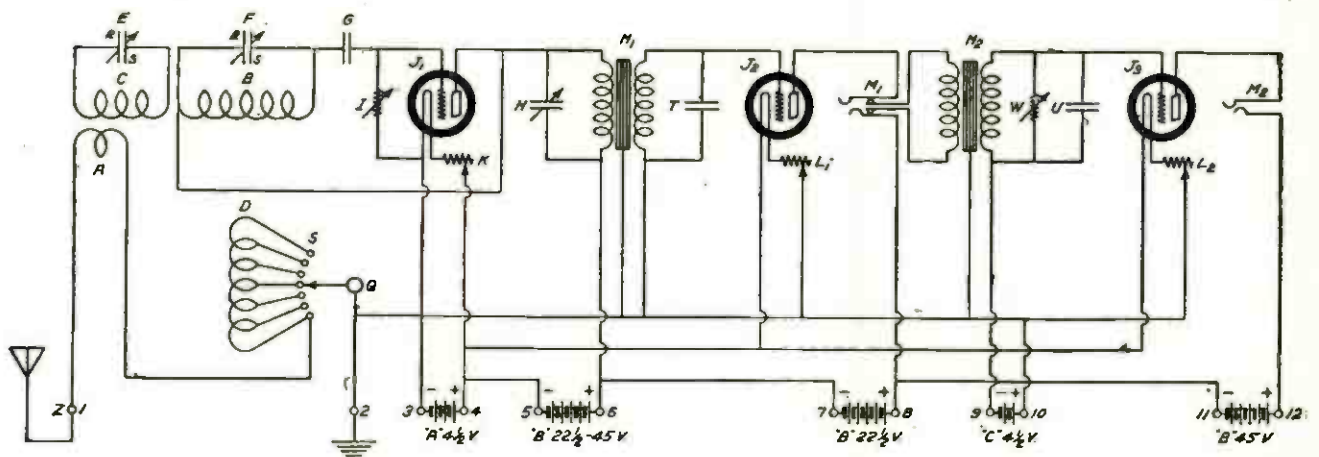 E F G
R S R S
C B
J1 M1 J2 M2 J3
I H T M1 W U M2
A K L1 L2
D S Q
Z 1 2 3 - + 4 5 - + 6 7 - + 8 9 - + 10 11 - + 12
"A" 4½ V. "B" 22½-45 V. "B" 22½ V. "C" 4½ V. "B" 45 V.